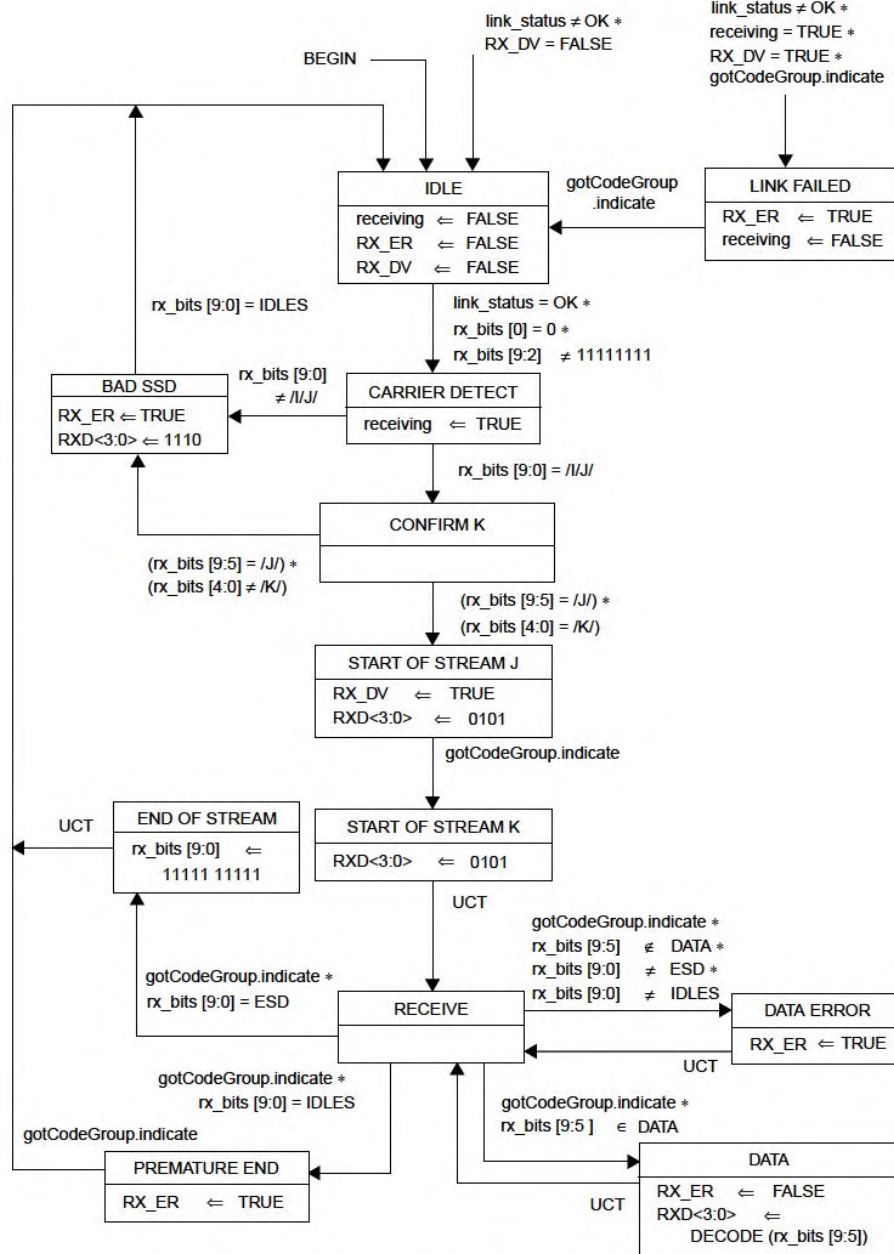 link_status ≠ OK ∗
RX_DV = FALSE
link_status ≠ OK ∗
receiving = TRUE ∗
RX_DV = TRUE ∗
gotCodeGroup.indicate
BEGIN
IDLE
receiving ⇐ FALSE
RX_ER ⇐ FALSE
RX_DV ⇐ FALSE
gotCodeGroup
.indicate
LINK FAILED
RX_ER ⇐ TRUE
receiving ⇐ FALSE
rx_bits [9:0] = IDLES
link_status = OK ∗
rx_bits [0] = 0 ∗
rx_bits [9:2] ≠ 11111111
BAD SSD
RX_ER ⇐ TRUE
RXD<3:0> ⇐ 1110
rx_bits [9:0]
≠ /I/J/
CARRIER DETECT
receiving ⇐ TRUE
rx_bits [9:0] = /I/J/
CONFIRM K
(rx_bits [9:5] = /J/) ∗
(rx_bits [4:0] ≠ /K/)
(rx_bits [9:5] = /J/) ∗
(rx_bits [4:0] = /K/)
START OF STREAM J
RX_DV ⇐ TRUE
RXD<3:0> ⇐ 0101
gotCodeGroup.indicate
UCT
END OF STREAM
rx_bits [9:0] ⇐
11111 11111
START OF STREAM K
RXD<3:0> ⇐ 0101
UCT
gotCodeGroup.indicate ∗
rx_bits [9:0] = ESD
gotCodeGroup.indicate ∗
rx_bits [9:5] ∉ DATA ∗
rx_bits [9:0] ≠ ESD ∗
rx_bits [9:0] ≠ IDLES
RECEIVE
DATA ERROR
RX_ER ⇐ TRUE
UCT
gotCodeGroup.indicate ∗
rx_bits [9:0] = IDLES
gotCodeGroup.indicate ∗
rx_bits [9:5 ] ∈ DATA
gotCodeGroup.indicate
PREMATURE END
RX_ER ⇐ TRUE
UCT
DATA
RX_ER ⇐ FALSE
RXD<3:0> ⇐
DECODE (rx_bits [9:5])